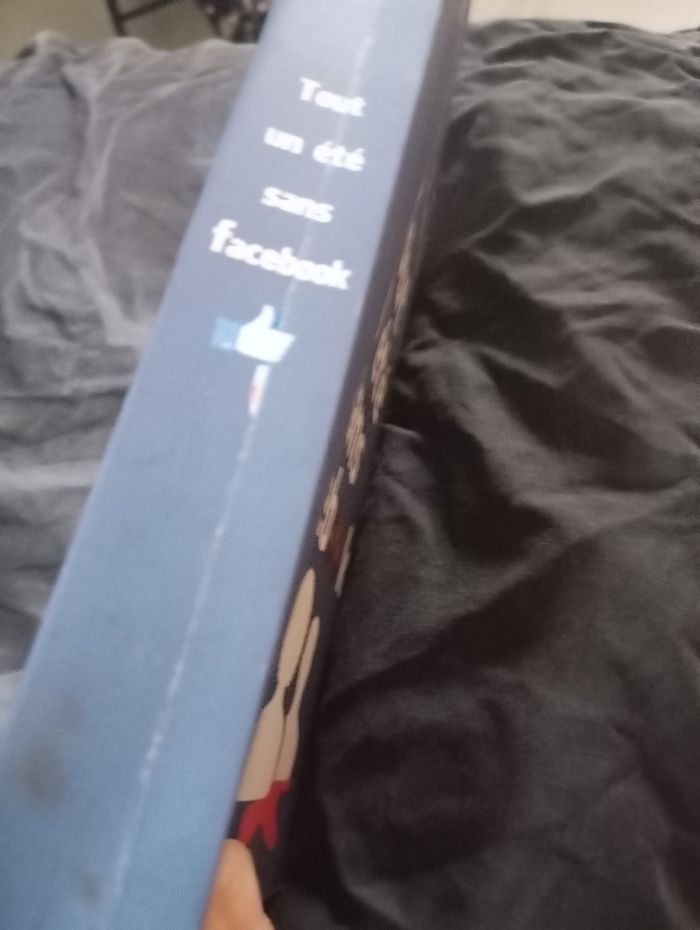 Tout
un été
sans
facebook